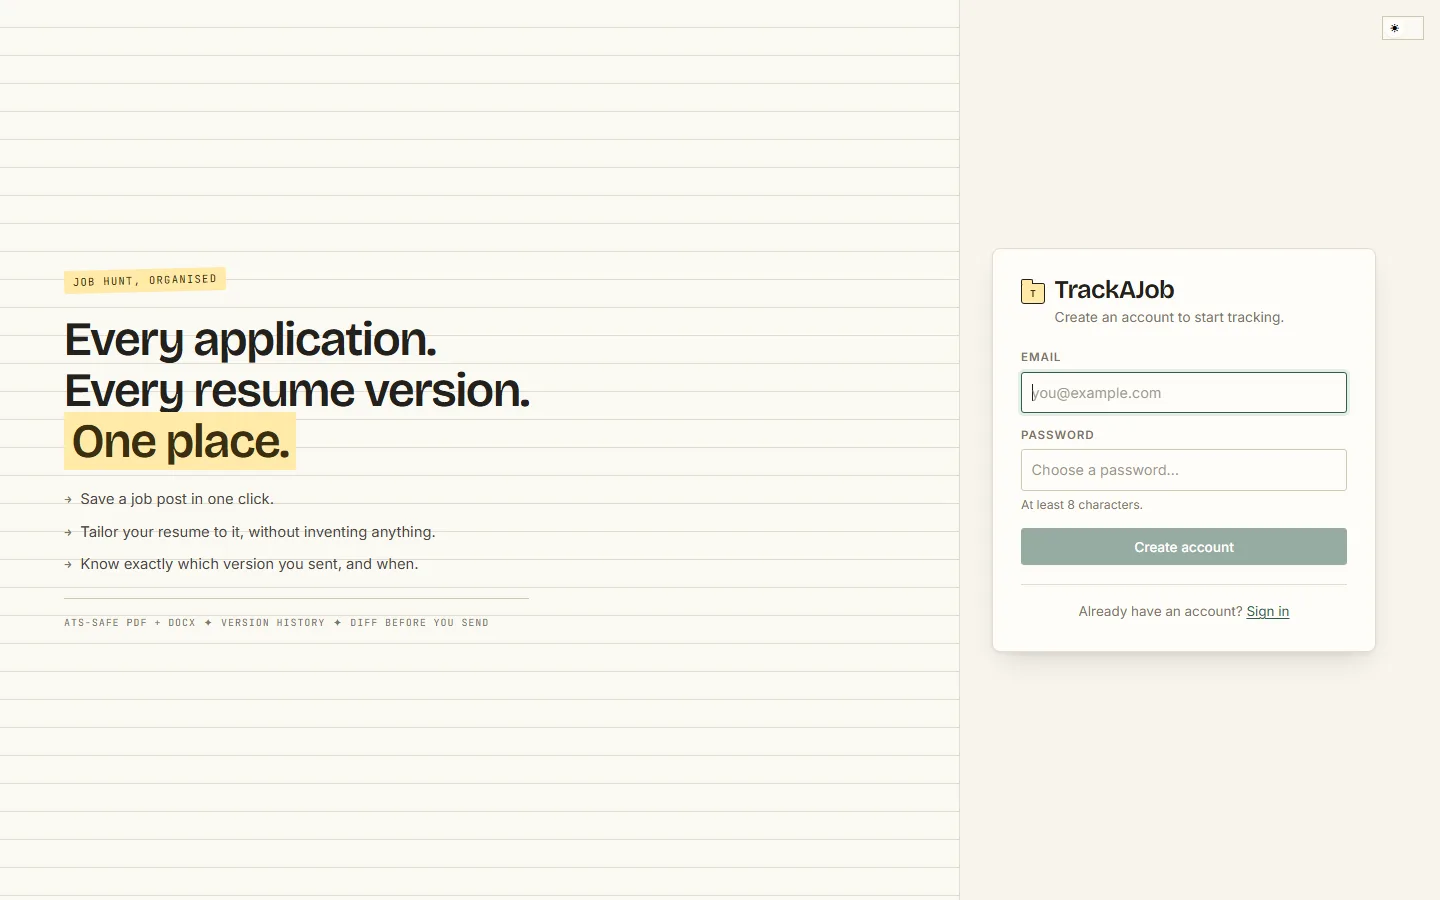 JOB HUNT, ORGANISED
Every application.
Every resume version.
One place.
→ Save a job post in one click.
→ Tailor your resume to it, without inventing anything.
→ Know exactly which version you sent, and when.
ATS-SAFE PDF + DOCX ✦ VERSION HISTORY ✦ DIFF BEFORE YOU SEND
T
TrackAJob
Create an account to start tracking.
EMAIL
you@example.com
PASSWORD
Choose a password...
At least 8 characters.
Create account
Already have an account? Sign in